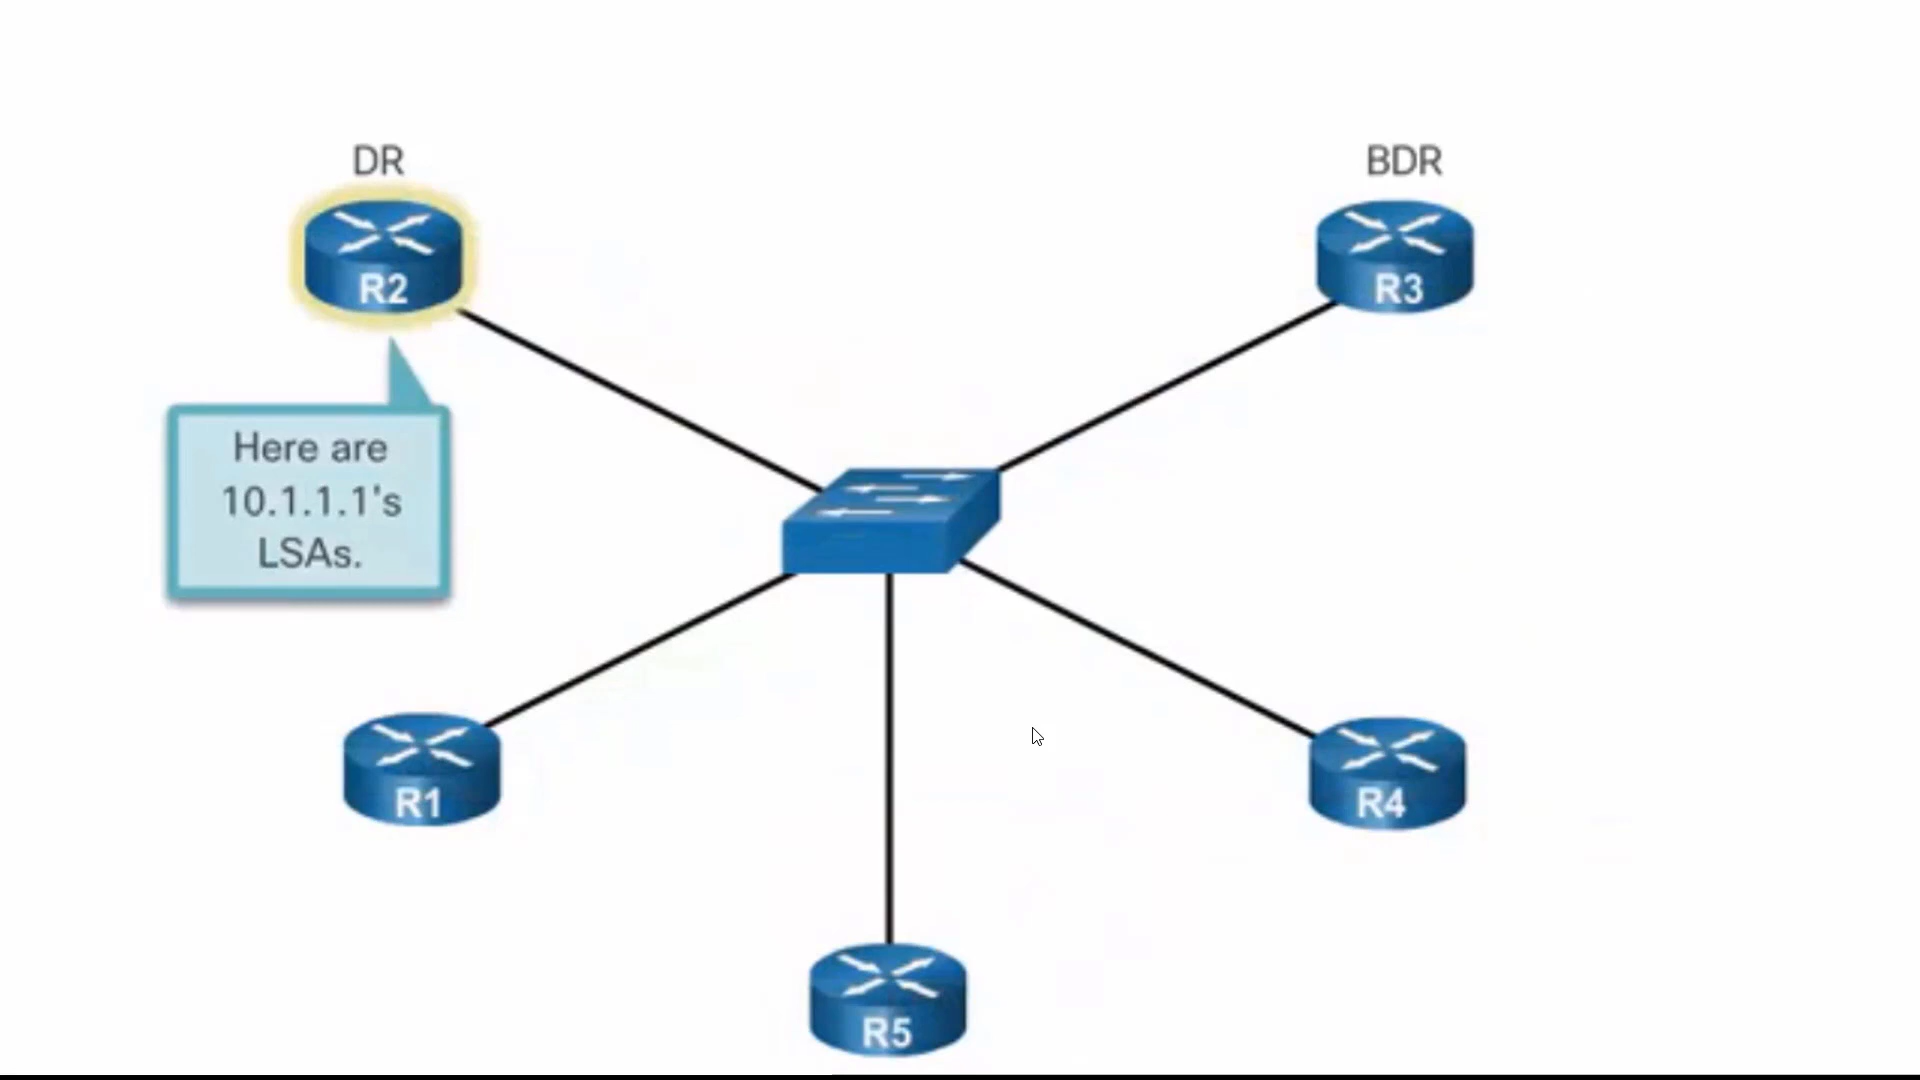 DR
BDR
R2
R3
Here are
10.1.1.1's
LSAs.
R1
R4
R5